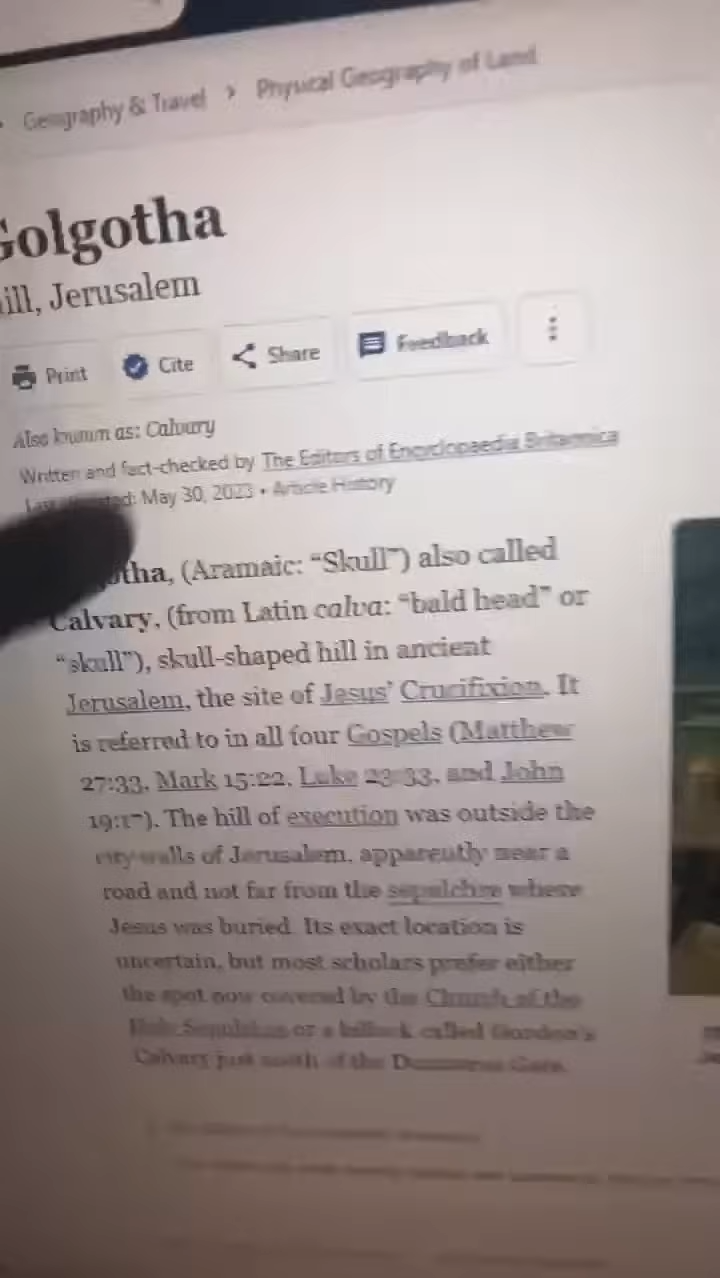 Geography & Travel > Physical Geography of Land
Golgotha
hill, Jerusalem
Print Cite Share Feedback
Also known as: Calvary
Written and fact-checked by The Editors of Encyclopaedia Britannica
May 30, 2023 • Article History
tha, (Aramaic: “Skull”) also called
Calvary, (from Latin calva: “bald head” or
“skull”), skull-shaped hill in ancient
Jerusalem, the site of Jesus’ Crucifixion. It
is referred to in all four Gospels (Matthew
27:33, Mark 15:22, Luke 23:33, and John
19:17). The hill of execution was outside the
city walls of Jerusalem, apparently near a
road and not far from the sepulchre where
Jesus was buried. Its exact location is
uncertain, but most scholars prefer either
the spot now covered by the Church of the
Holy Sepulchre or a hillock called Gordon’s
Calvary just north of the Damascus Gate.